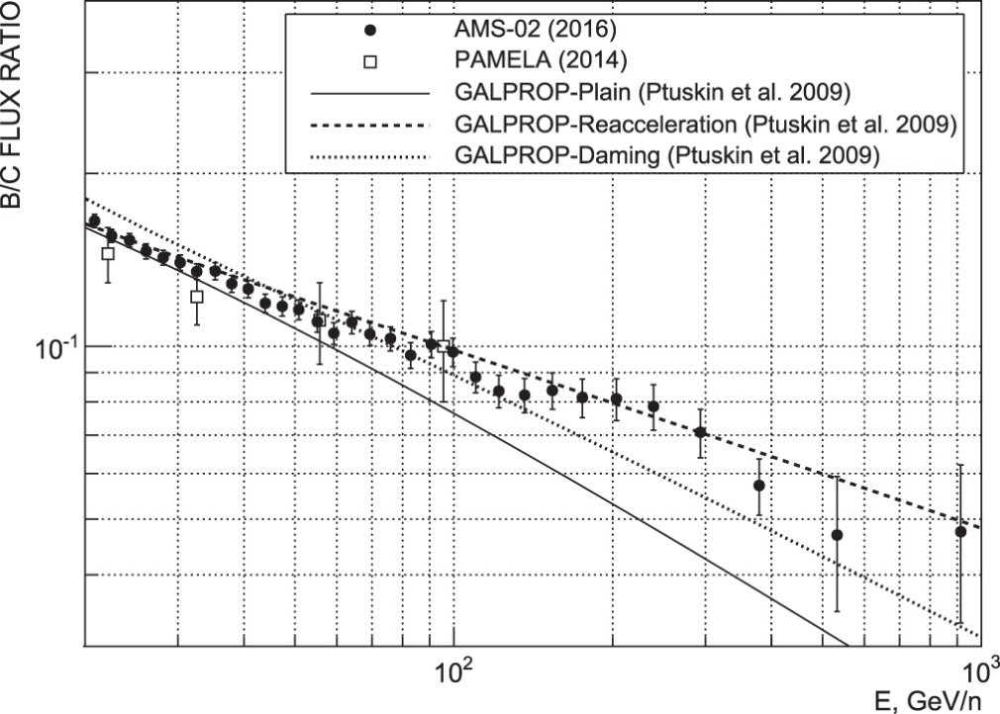 B/C FLUX RATIO
AMS-02 (2016)
PAMELA (2014)
GALPROP-Plain (Ptuskin et al. 2009)
GALPROP-Reacceleration (Ptuskin et al. 2009)
GALPROP-Daming (Ptuskin et al. 2009)
10⁻¹
10²
10³
E, GeV/n